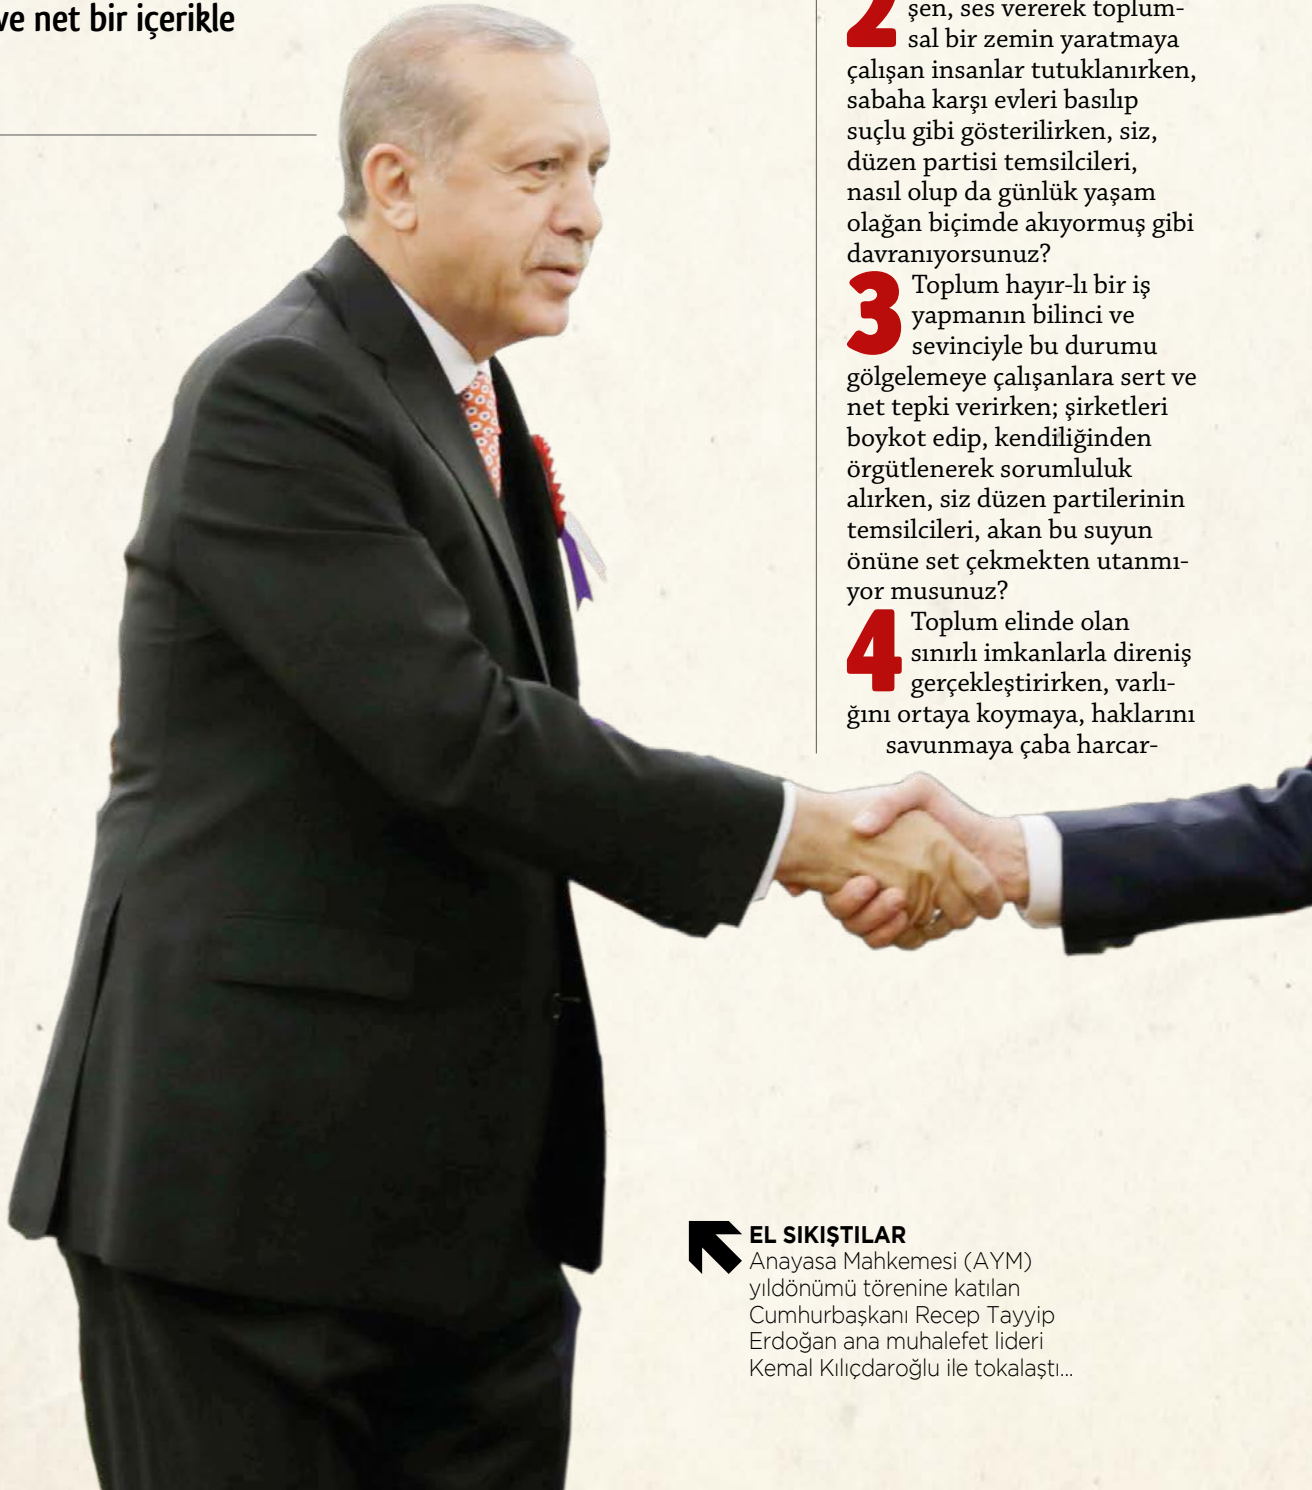 ve net bir içerikle
2 şen, ses vererek toplum-
sal bir zemin yaratmaya
çalışan insanlar tutuklanırken,
sabaha karşı evleri basılıp
suçlu gibi gösterilirken, siz,
düzen partisi temsilcileri,
nasıl olup da günlük yaşam
olağan biçimde akıyormuş gibi
davranıyorsunuz?
3 Toplum hayır-lı bir iş
yapmanın bilinci ve
sevinciyle bu durumu
gölgelemeye çalışanlara sert ve
net tepki verirken; şirketleri
boykot edip, kendiliğinden
örgütlenerek sorumluluk
alırken, siz düzen partilerinin
temsilcileri, akan bu suyun
önüne set çekmekten utanmı-
yor musunuz?
4 Toplum elinde olan
sınırlı imkanlarla direniş
gerçekleştirirken, varlı-
ğını ortaya koymaya, haklarını
savunmaya çaba harcar-
EL SIKIŞTILAR
Anayasa Mahkemesi (AYM)
yıldönümü törenine katılan
Cumhurbaşkanı Recep Tayyip
Erdoğan ana muhalefet lideri
Kemal Kılıçdaroğlu ile tokalaştı...